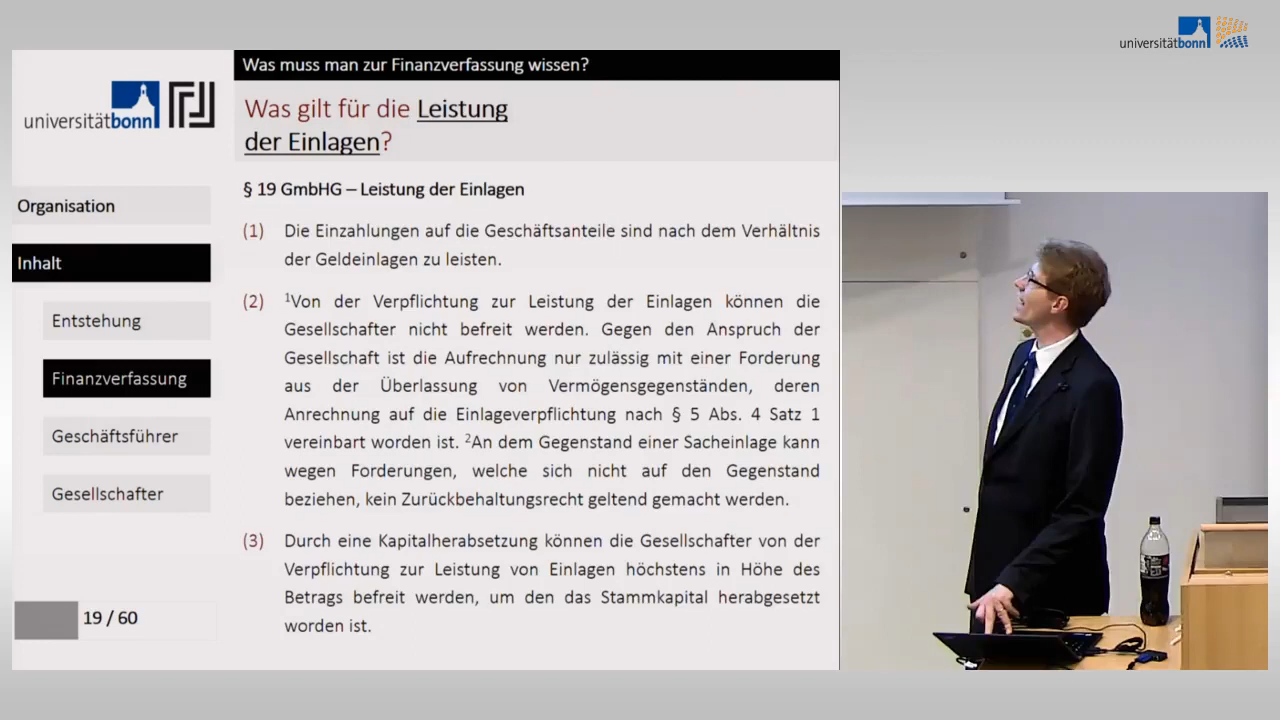 universitätbonn
Was muss man zur Finanzverfassung wissen?
universitätbonn
Was gilt für die Leistung
der Einlagen?
Organisation
Inhalt
Entstehung
Finanzverfassung
Geschäftsführer
Gesellschafter
19 / 60
§ 19 GmbHG – Leistung der Einlagen
(1) Die Einzahlungen auf die Geschäftsanteile sind nach dem Verhältnis
der Geldeinlagen zu leisten.
(2) ¹Von der Verpflichtung zur Leistung der Einlagen können die
Gesellschafter nicht befreit werden. Gegen den Anspruch der
Gesellschaft ist die Aufrechnung nur zulässig mit einer Forderung
aus der Überlassung von Vermögensgegenständen, deren
Anrechnung auf die Einlageverpflichtung nach § 5 Abs. 4 Satz 1
vereinbart worden ist. ²An dem Gegenstand einer Sacheinlage kann
wegen Forderungen, welche sich nicht auf den Gegenstand
beziehen, kein Zurückbehaltungsrecht geltend gemacht werden.
(3) Durch eine Kapitalherabsetzung können die Gesellschafter von der
Verpflichtung zur Leistung von Einlagen höchstens in Höhe des
Betrags befreit werden, um den das Stammkapital herabgesetzt
worden ist.